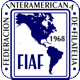 FEDERACION INTERAMERICANA DE FILATELIA
1968
FIAF